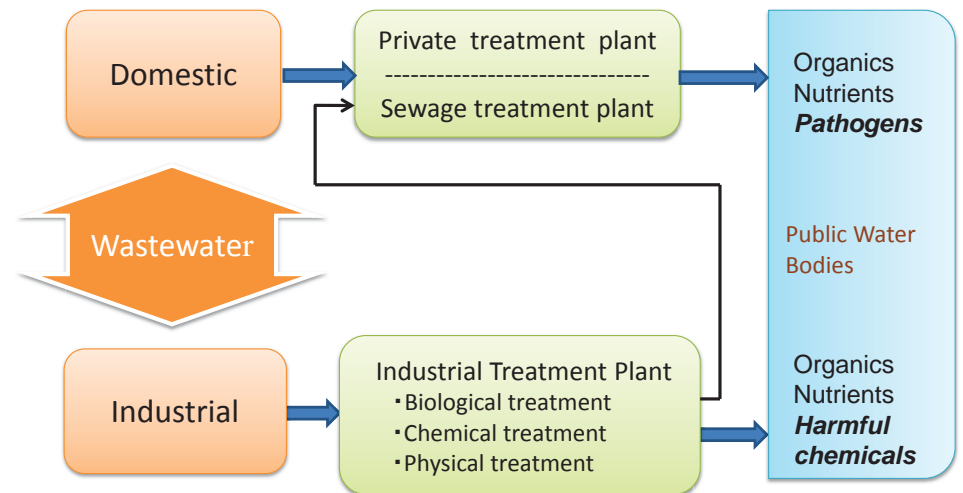 Domestic
Private treatment plant
------------------------------
Sewage treatment plant
Organics
Nutrients
Pathogens
Wastewater
Public Water
Bodies
Industrial
Industrial Treatment Plant
・Biological treatment
・Chemical treatment
・Physical treatment
Organics
Nutrients
Harmful
chemicals